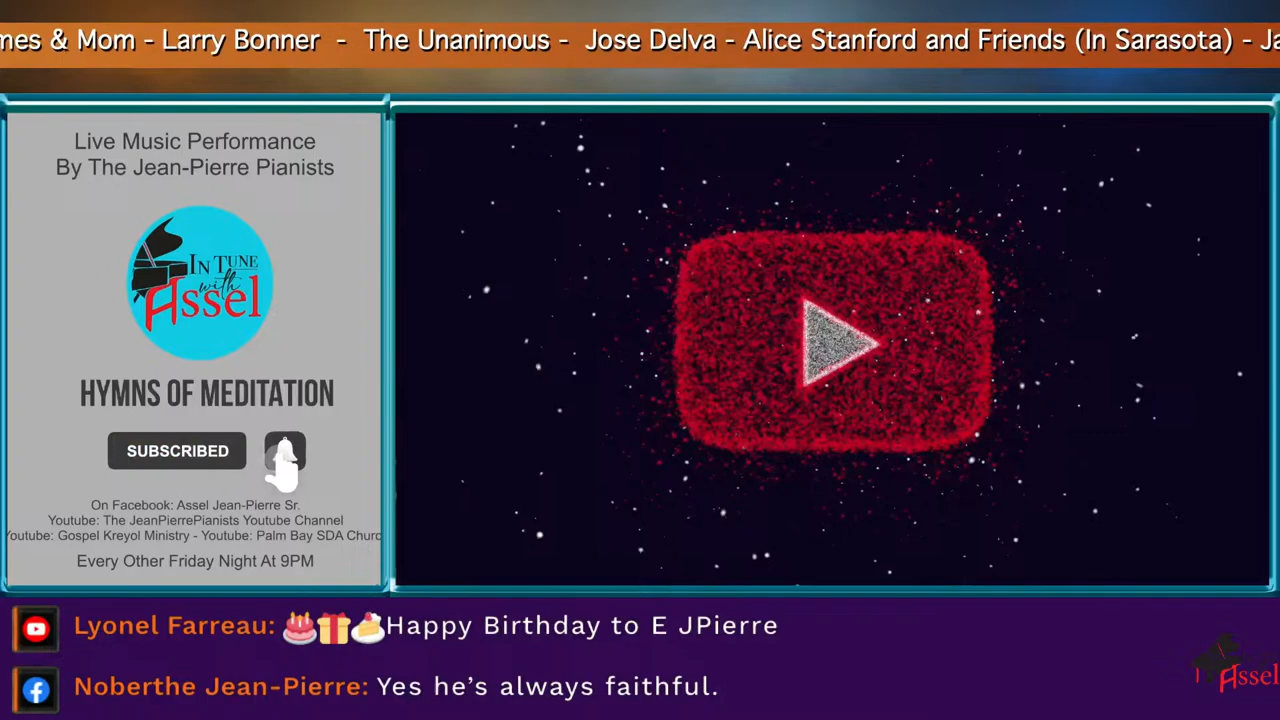 mes & Mom - Larry Bonner - The Unanimous - Jose Delva - Alice Stanford and Friends (In Sarasota) - Ja
Live Music Performance
By The Jean-Pierre Pianists
IN TUNE
with
Assel
HYMNS OF MEDITATION
SUBSCRIBED
On Facebook: Assel Jean-Pierre Sr.
Youtube: The JeanPierrePianists Youtube Channel
Youtube: Gospel Kreyol Ministry - Youtube: Palm Bay SDA Churc
Every Other Friday Night At 9PM
Lyonel Farreau: 🎂🎁🍰Happy Birthday to E JPierre
Noberthe Jean-Pierre: Yes he's always faithful.
Assel